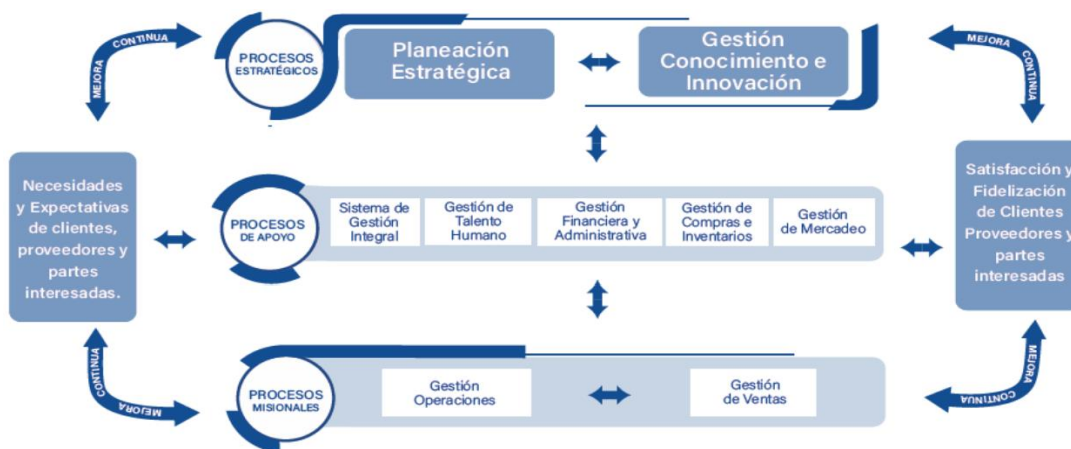 MEJORA CONTINUA
PROCESOS
ESTRATÉGICOS
Planeación
Estratégica
Gestión
Conocimiento e
Innovación
MEJORA CONTINUA
Necesidades
y Expectativas
de clientes,
proveedores y
partes
interesadas.
PROCESOS
DE APOYO
Sistema de
Gestión
Integral
Gestión de
Talento
Humano
Gestión
Financiera y
Administrativa
Gestión de
Compras e
Inventarios
Gestión
de Mercadeo
Satisfacción y
Fidelización
de Clientes
Proveedores y
partes
interesadas
MEJORA CONTINUA
PROCESOS
MISIONALES
Gestión
Operaciones
Gestión
de Ventas
MEJORA CONTINUA